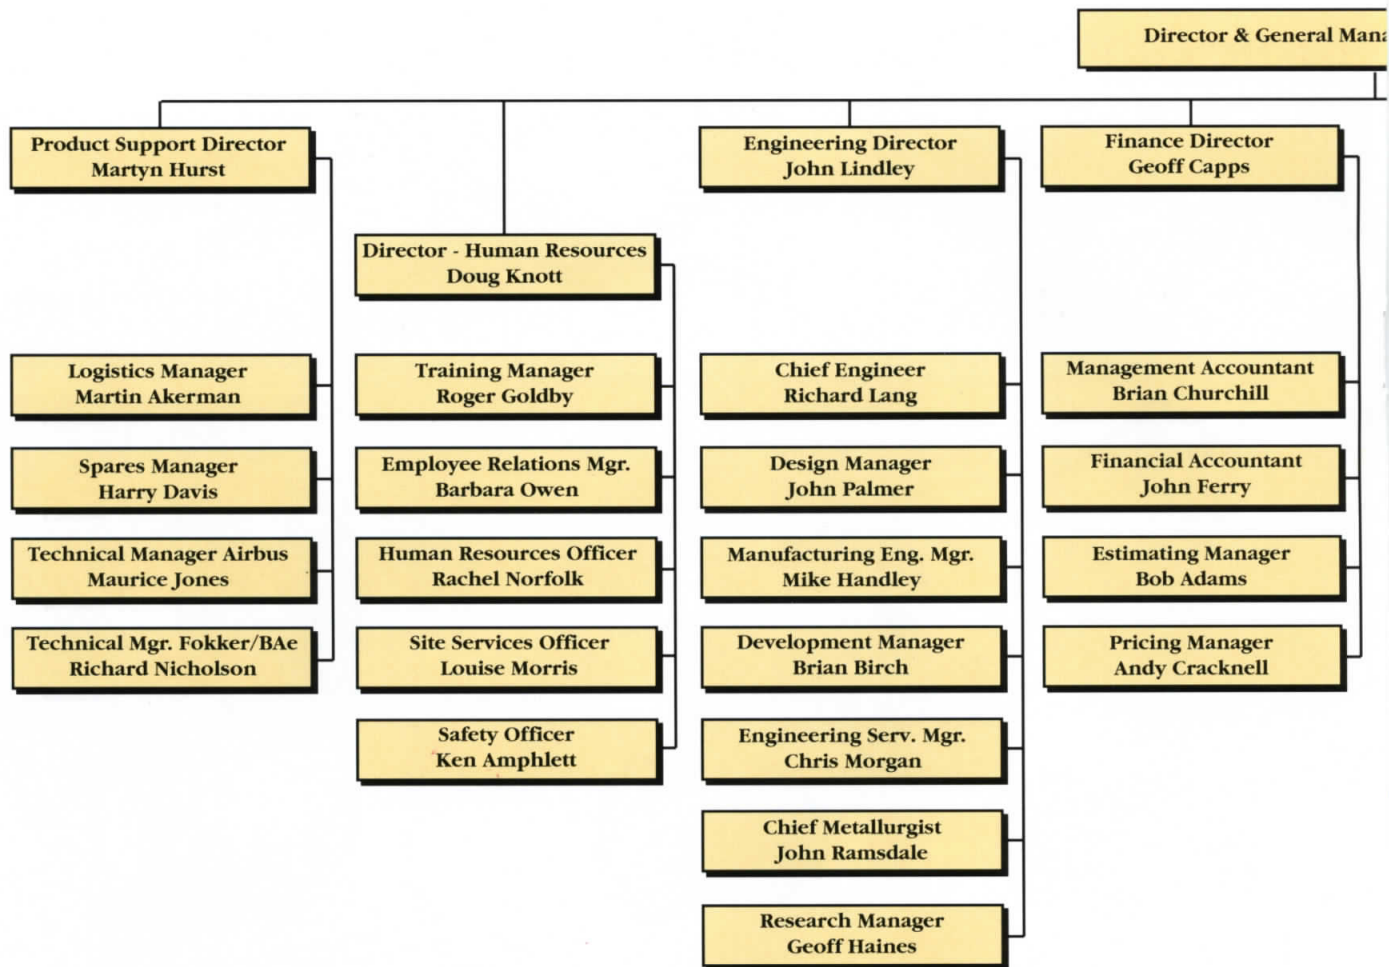 Director & General Mana
Product Support Director
Martyn Hurst
Engineering Director
John Lindley
Finance Director
Geoff Capps
Director - Human Resources
Doug Knott
Logistics Manager
Martin Akerman
Training Manager
Roger Goldby
Chief Engineer
Richard Lang
Management Accountant
Brian Churchill
Spares Manager
Harry Davis
Employee Relations Mgr.
Barbara Owen
Design Manager
John Palmer
Financial Accountant
John Ferry
Technical Manager Airbus
Maurice Jones
Human Resources Officer
Rachel Norfolk
Manufacturing Eng. Mgr.
Mike Handley
Estimating Manager
Bob Adams
Technical Mgr. Fokker/BAe
Richard Nicholson
Site Services Officer
Louise Morris
Development Manager
Brian Birch
Pricing Manager
Andy Cracknell
Safety Officer
Ken Amphlett
Engineering Serv. Mgr.
Chris Morgan
Chief Metallurgist
John Ramsdale
Research Manager
Geoff Haines